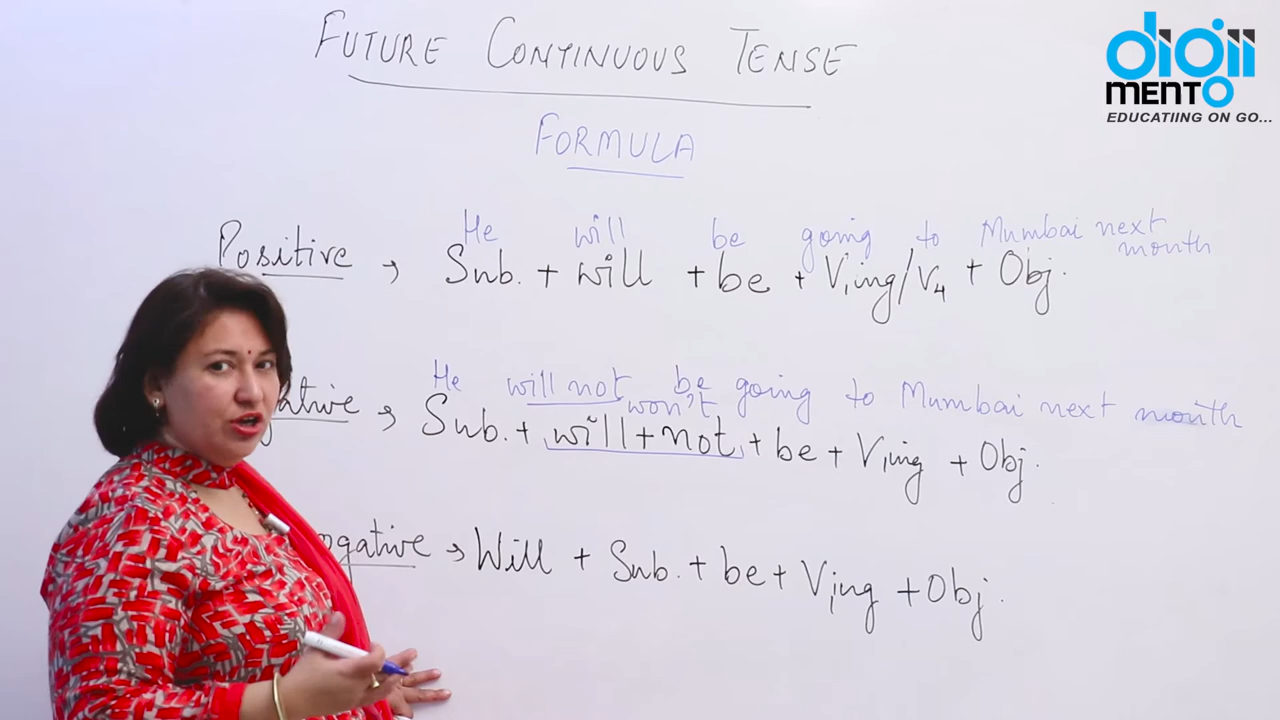 FUTURE CONTINUOUS TENSE
digii
MENTO
EDUCATIING ON GO...
FORMULA
He will be going to Mumbai next
month
Positive → Sub. + will + be + V1ing/V4 + Obj.
He will not be going to Mumbai next month
won't
ative → Sub. + will + not + be + V1ing + Obj.
ogative → Will + Sub. + be + V1ing + Obj.